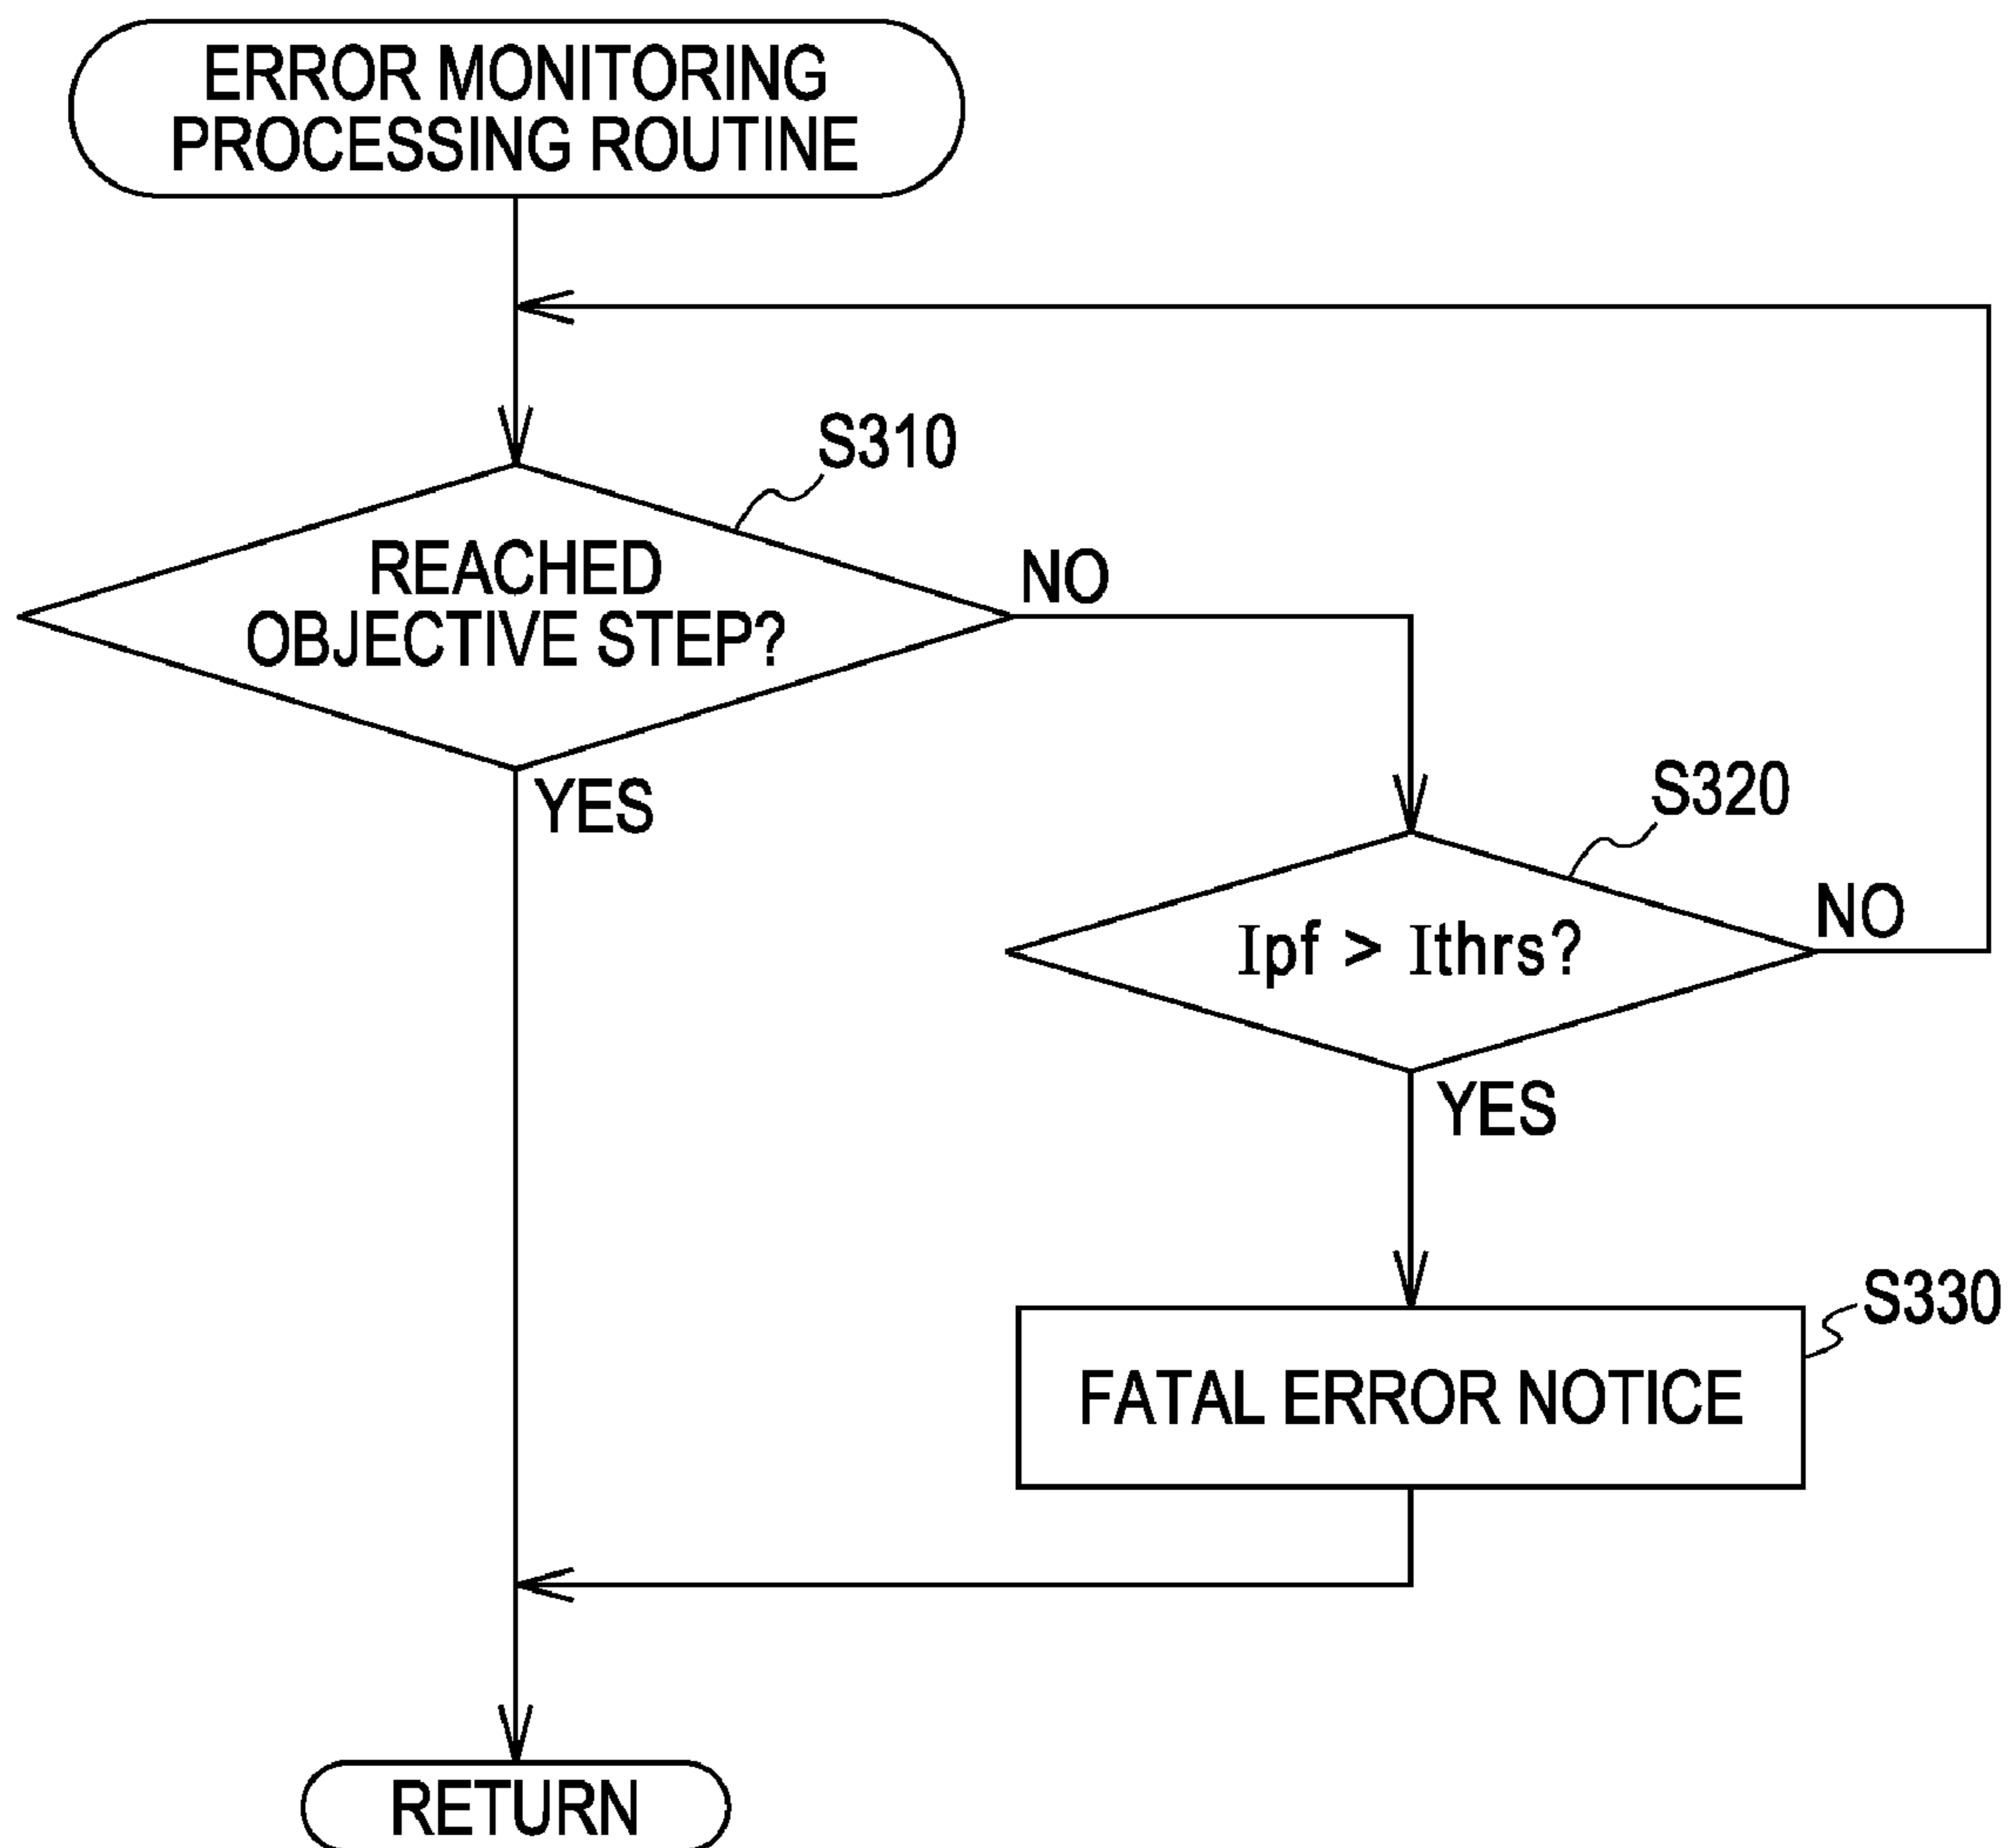 ERROR MONITORING
PROCESSING ROUTINE
S310
REACHED
OBJECTIVE STEP?
NO
YES
S320
Ipf > Ithrs?
NO
YES
S330
FATAL ERROR NOTICE
RETURN